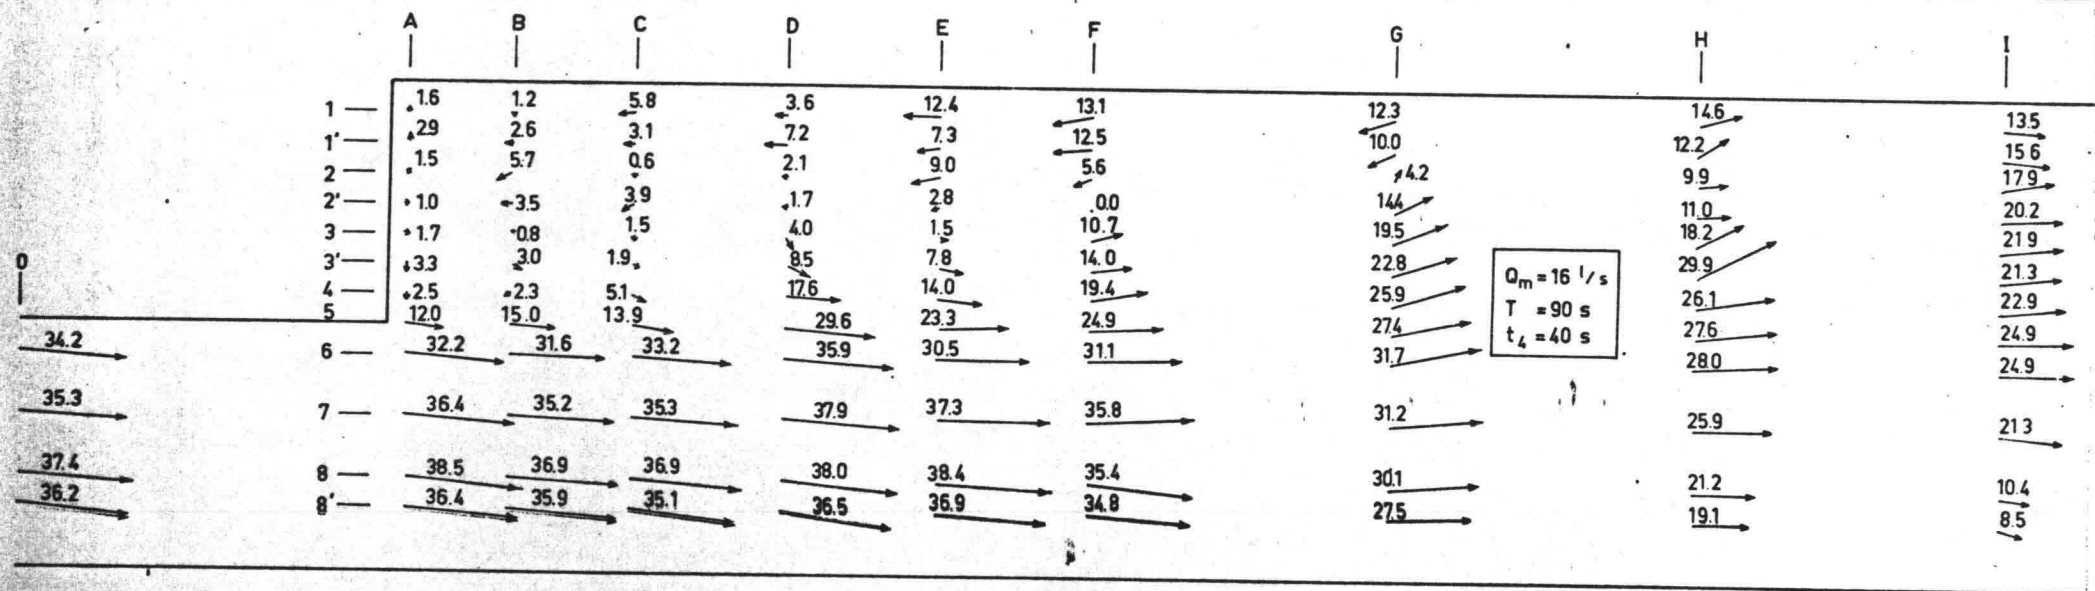 A B C D E F G H I
1 1.6 1.2 5.8 3.6 12.4 13.1 12.3 14.6 13.5
1' 2.9 2.6 3.1 7.2 7.3 12.5 10.0 12.2 15.6
2 1.5 5.7 0.6 2.1 9.0 5.6 4.2 9.9 17.9
2' 1.0 3.5 3.9 1.7 2.8 0.0 14.4 11.0 20.2
3 1.7 0.8 1.5 4.0 1.5 10.7 19.5 18.2 21.9
0 3' 3.3 3.0 1.9 8.5 7.8 14.0 22.8 29.9 21.3
4 2.5 2.3 5.1 17.6 14.0 19.4 25.9 26.1 22.9
5 12.0 15.0 13.9 29.6 23.3 24.9 27.4 27.6 24.9
34.2 6 32.2 31.6 33.2 35.9 30.5 31.1 31.7 28.0 24.9
35.3 7 36.4 35.2 35.3 37.9 37.3 35.8 31.2 25.9 21.3
37.4 8 38.5 36.9 36.9 38.0 38.4 35.4 30.1 21.2 10.4
36.2 8' 36.4 35.9 35.1 36.5 36.9 34.8 27.5 19.1 8.5
Qm = 16 l/s
T = 90 s
t4 = 40 s